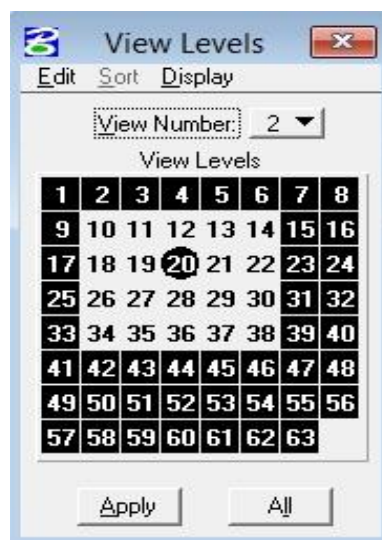 View Levels
Edit Sort Display
View Number: 2
View Levels
1 2 3 4 5 6 7 8
9 10 11 12 13 14 15 16
17 18 19 20 21 22 23 24
25 26 27 28 29 30 31 32
33 34 35 36 37 38 39 40
41 42 43 44 45 46 47 48
49 50 51 52 53 54 55 56
57 58 59 60 61 62 63
Apply All